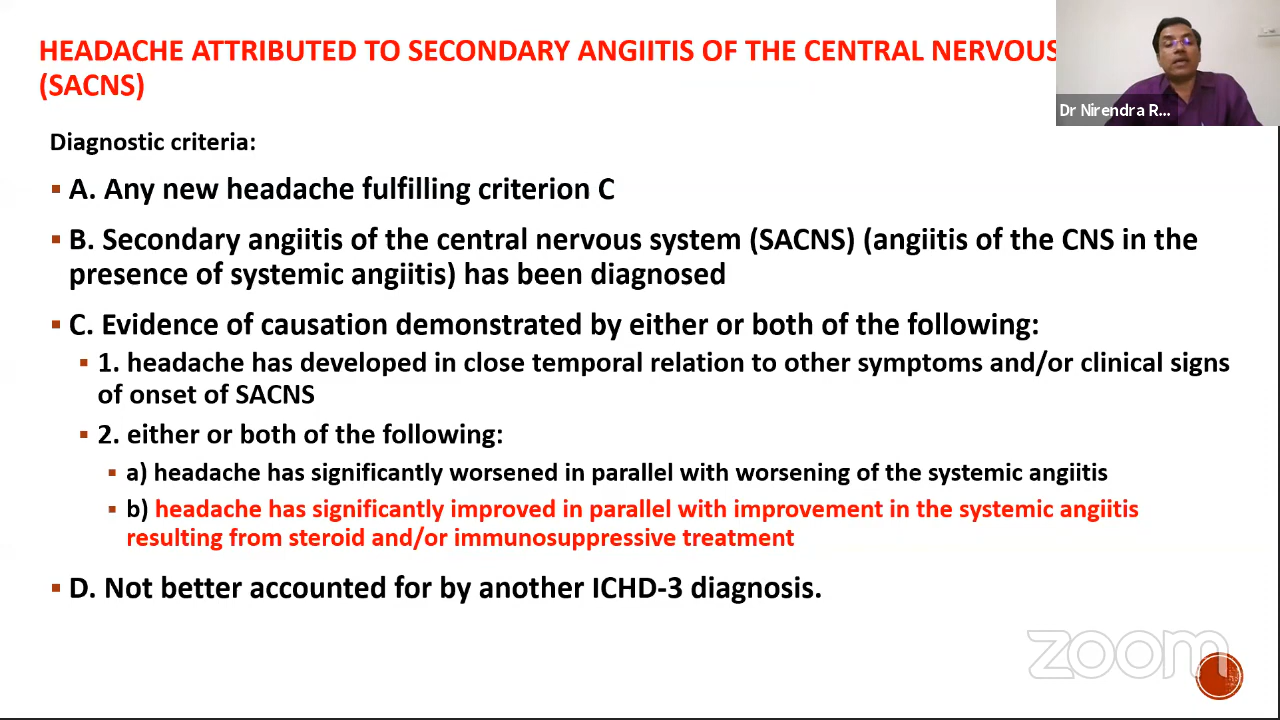 HEADACHE ATTRIBUTED TO SECONDARY ANGIITIS OF THE CENTRAL NERVOUS
(SACNS)
Dr Nirendra R...
Diagnostic criteria:
▪ A. Any new headache fulfilling criterion C
▪ B. Secondary angiitis of the central nervous system (SACNS) (angiitis of the CNS in the
presence of systemic angiitis) has been diagnosed
▪ C. Evidence of causation demonstrated by either or both of the following:
▪ 1. headache has developed in close temporal relation to other symptoms and/or clinical signs
of onset of SACNS
▪ 2. either or both of the following:
▪ a) headache has significantly worsened in parallel with worsening of the systemic angiitis
▪ b) headache has significantly improved in parallel with improvement in the systemic angiitis
resulting from steroid and/or immunosuppressive treatment
▪ D. Not better accounted for by another ICHD-3 diagnosis.
zoom